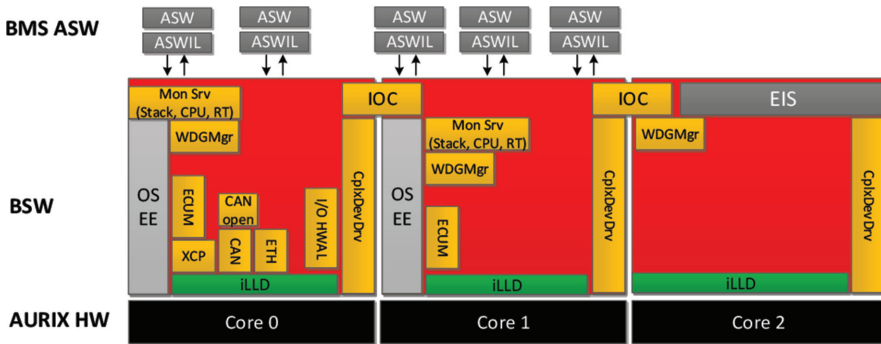 BMS ASW
ASW
ASWIL
ASW
ASWIL
ASW
ASWIL
ASW
ASWIL
ASW
ASWIL
BSW
Mon Srv
(Stack, CPU, RT)
WDGMgr
OS
EE
ECUM
XCP
CAN
open
CAN
ETH
I/O HWAL
iLLD
IOC
CplxDevDrv
Mon Srv
(Stack, CPU, RT)
WDGMgr
OS
EE
ECUM
iLLD
IOC
CplxDevDrv
EIS
WDGMgr
iLLD
CplxDevDrv
AURIX HW
Core 0
Core 1
Core 2